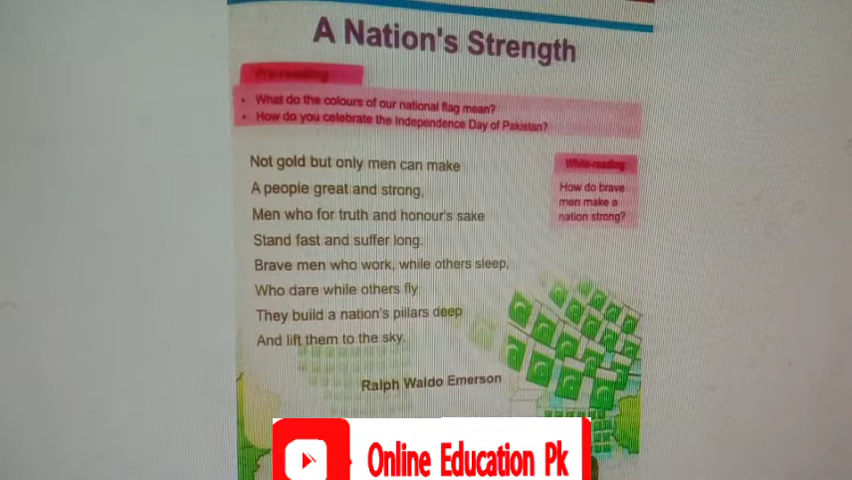 A Nation's Strength
Pre-reading
• What do the colours of our national flag mean?
• How do you celebrate the Independence Day of Pakistan?
Not gold but only men can make
A people great and strong,
Men who for truth and honour's sake
Stand fast and suffer long.
Brave men who work, while others sleep,
Who dare while others fly
They build a nation's pillars deep
And lift them to the sky.
Ralph Waldo Emerson
While-reading
How do brave
men make a
nation strong?
Online Education Pk